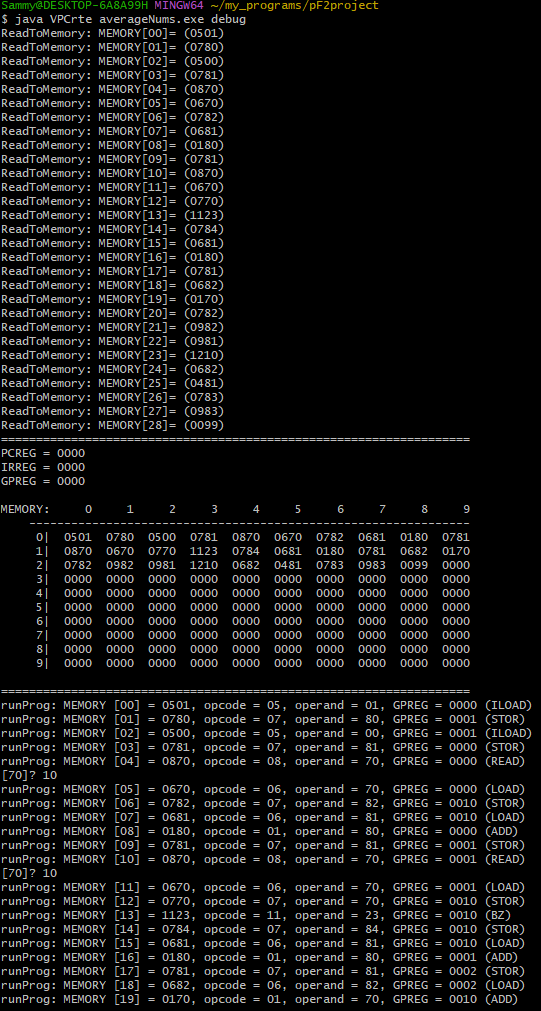 Sammy@DESKTOP-6A8A99H MINGW64 ~/my_programs/pF2project
$ java VPCrte averageNums.exe debug
ReadToMemory: MEMORY[00]= (0501)
ReadToMemory: MEMORY[01]= (0780)
ReadToMemory: MEMORY[02]= (0500)
ReadToMemory: MEMORY[03]= (0781)
ReadToMemory: MEMORY[04]= (0870)
ReadToMemory: MEMORY[05]= (0670)
ReadToMemory: MEMORY[06]= (0782)
ReadToMemory: MEMORY[07]= (0681)
ReadToMemory: MEMORY[08]= (0180)
ReadToMemory: MEMORY[09]= (0781)
ReadToMemory: MEMORY[10]= (0870)
ReadToMemory: MEMORY[11]= (0670)
ReadToMemory: MEMORY[12]= (0770)
ReadToMemory: MEMORY[13]= (1123)
ReadToMemory: MEMORY[14]= (0784)
ReadToMemory: MEMORY[15]= (0681)
ReadToMemory: MEMORY[16]= (0180)
ReadToMemory: MEMORY[17]= (0781)
ReadToMemory: MEMORY[18]= (0682)
ReadToMemory: MEMORY[19]= (0170)
ReadToMemory: MEMORY[20]= (0782)
ReadToMemory: MEMORY[21]= (0982)
ReadToMemory: MEMORY[22]= (0981)
ReadToMemory: MEMORY[23]= (1210)
ReadToMemory: MEMORY[24]= (0682)
ReadToMemory: MEMORY[25]= (0481)
ReadToMemory: MEMORY[26]= (0783)
ReadToMemory: MEMORY[27]= (0983)
ReadToMemory: MEMORY[28]= (0099)
===================================================================
PCREG = 0000
IRREG = 0000
GPREG = 0000
MEMORY: 0 1 2 3 4 5 6 7 8 9
---------------------------------------------------------------
0| 0501 0780 0500 0781 0870 0670 0782 0681 0180 0781
1| 0870 0670 0770 1123 0784 0681 0180 0781 0682 0170
2| 0782 0982 0981 1210 0682 0481 0783 0983 0099 0000
3| 0000 0000 0000 0000 0000 0000 0000 0000 0000 0000
4| 0000 0000 0000 0000 0000 0000 0000 0000 0000 0000
5| 0000 0000 0000 0000 0000 0000 0000 0000 0000 0000
6| 0000 0000 0000 0000 0000 0000 0000 0000 0000 0000
7| 0000 0000 0000 0000 0000 0000 0000 0000 0000 0000
8| 0000 0000 0000 0000 0000 0000 0000 0000 0000 0000
9| 0000 0000 0000 0000 0000 0000 0000 0000 0000 0000
===================================================================
runProg: MEMORY [00] = 0501, opcode = 05, operand = 01, GPREG = 0000 (ILOAD)
runProg: MEMORY [01] = 0780, opcode = 07, operand = 80, GPREG = 0001 (STOR)
runProg: MEMORY [02] = 0500, opcode = 05, operand = 00, GPREG = 0001 (ILOAD)
runProg: MEMORY [03] = 0781, opcode = 07, operand = 81, GPREG = 0000 (STOR)
runProg: MEMORY [04] = 0870, opcode = 08, operand = 70, GPREG = 0000 (READ)
[70]? 10
runProg: MEMORY [05] = 0670, opcode = 06, operand = 70, GPREG = 0000 (LOAD)
runProg: MEMORY [06] = 0782, opcode = 07, operand = 82, GPREG = 0010 (STOR)
runProg: MEMORY [07] = 0681, opcode = 06, operand = 81, GPREG = 0010 (LOAD)
runProg: MEMORY [08] = 0180, opcode = 01, operand = 80, GPREG = 0000 (ADD)
runProg: MEMORY [09] = 0781, opcode = 07, operand = 81, GPREG = 0001 (STOR)
runProg: MEMORY [10] = 0870, opcode = 08, operand = 70, GPREG = 0001 (READ)
[70]? 10
runProg: MEMORY [11] = 0670, opcode = 06, operand = 70, GPREG = 0001 (LOAD)
runProg: MEMORY [12] = 0770, opcode = 07, operand = 70, GPREG = 0010 (STOR)
runProg: MEMORY [13] = 1123, opcode = 11, operand = 23, GPREG = 0010 (BZ)
runProg: MEMORY [14] = 0784, opcode = 07, operand = 84, GPREG = 0010 (STOR)
runProg: MEMORY [15] = 0681, opcode = 06, operand = 81, GPREG = 0010 (LOAD)
runProg: MEMORY [16] = 0180, opcode = 01, operand = 80, GPREG = 0001 (ADD)
runProg: MEMORY [17] = 0781, opcode = 07, operand = 81, GPREG = 0002 (STOR)
runProg: MEMORY [18] = 0682, opcode = 06, operand = 82, GPREG = 0002 (LOAD)
runProg: MEMORY [19] = 0170, opcode = 01, operand = 70, GPREG = 0010 (ADD)